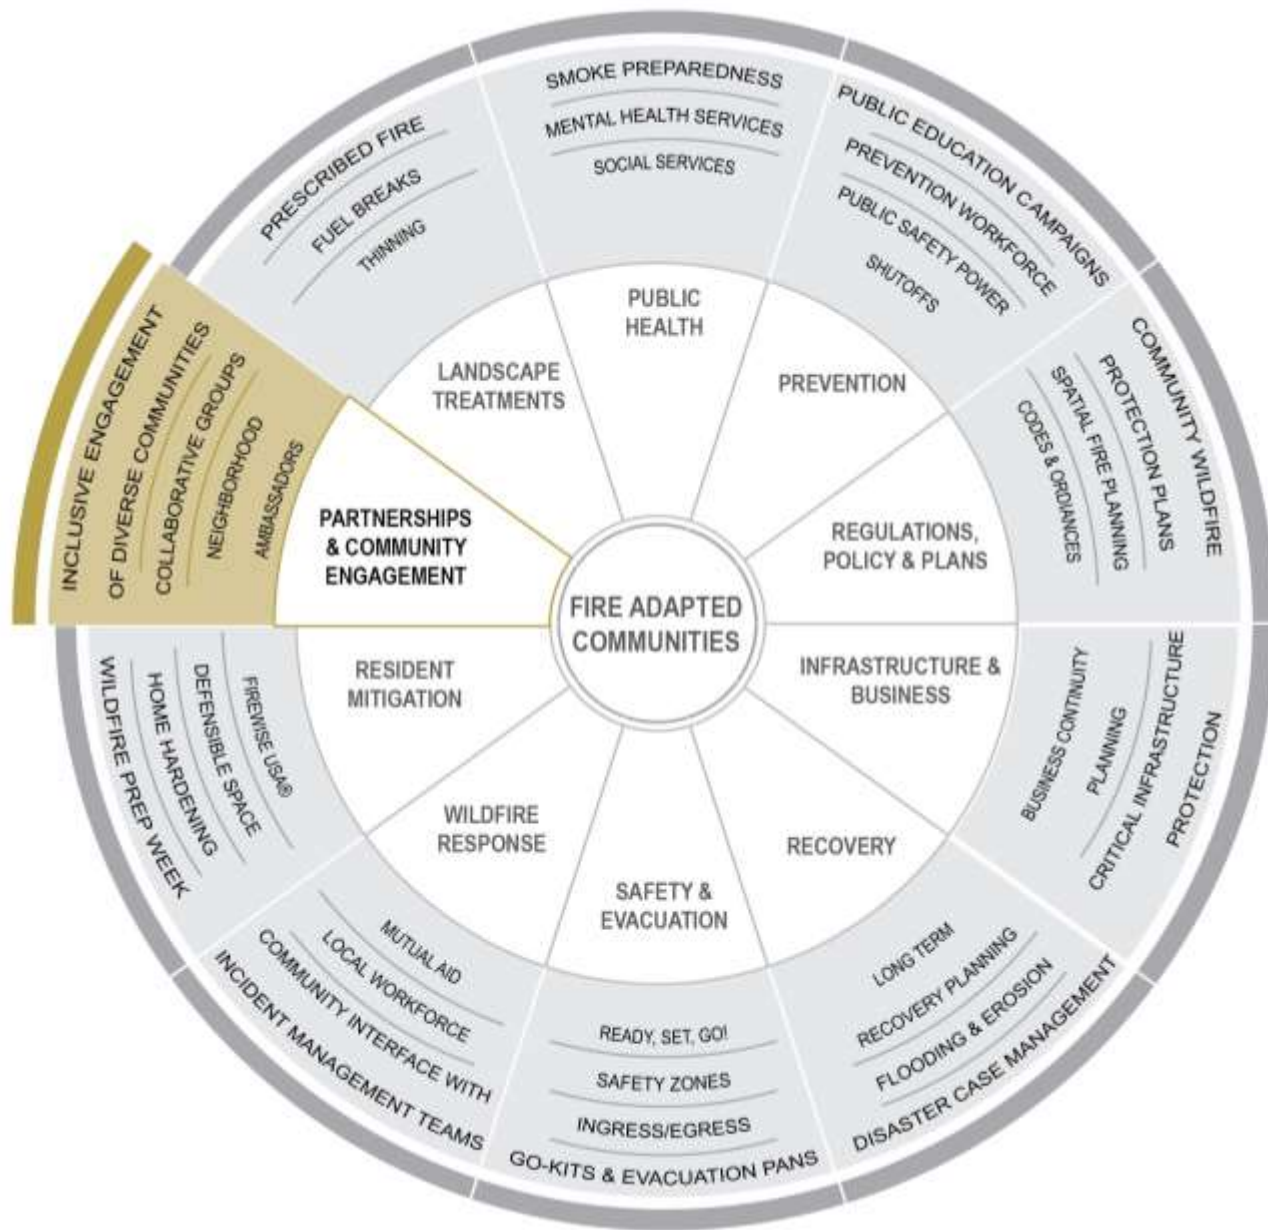 SMOKE PREPAREDNESS
MENTAL HEALTH SERVICES
SOCIAL SERVICES
PUBLIC
HEALTH
PUBLIC EDUCATION CAMPAIGNS
PREVENTION WORKFORCE
PUBLIC SAFETY POWER
SHUTOFFS
PREVENTION
COMMUNITY WILDFIRE
PROTECTION PLANS
SPATIAL FIRE PLANNING
CODES & ORDIANCES
REGULATIONS,
POLICY & PLANS
INFRASTRUCTURE &
BUSINESS
BUSINESS CONTINUITY
PLANNING
CRITICAL INFRASTRUCTURE
PROTECTION
RECOVERY
LONG TERM
RECOVERY PLANNING
FLOODING & EROSION
DISASTER CASE MANAGEMENT
SAFETY &
EVACUATION
READY, SET, GO!
SAFETY ZONES
INGRESS/EGRESS
GO-KITS & EVACUATION PANS
WILDFIRE
RESPONSE
MUTUAL AID
LOCAL WORKFORCE
COMMUNITY INTERFACE WITH
INCIDENT MANAGEMENT TEAMS
RESIDENT
MITIGATION
FIREWISE USA®
DEFENSIBLE SPACE
HOME HARDENING
WILDFIRE PREP WEEK
INCLUSIVE ENGAGEMENT
OF DIVERSE COMMUNITIES
COLLABORATIVE GROUPS
NEIGHBORHOOD
AMBASSADORS
PARTNERSHIPS
& COMMUNITY
ENGAGEMENT
PRESCRIBED FIRE
FUEL BREAKS
THINNING
LANDSCAPE
TREATMENTS
FIRE ADAPTED
COMMUNITIES